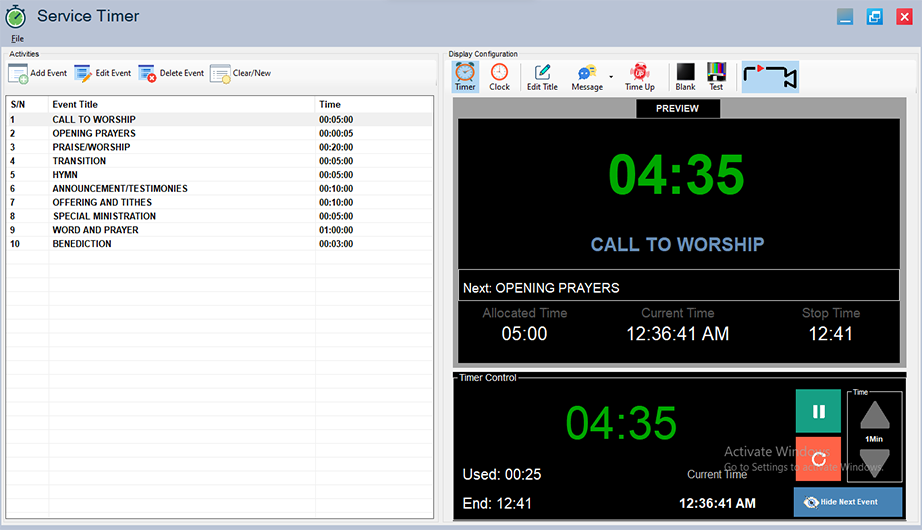 Service Timer
File
Activities
Add Event Edit Event Delete Event Clear/New
S/N Event Title Time
1 CALL TO WORSHIP 00:05:00
2 OPENING PRAYERS 00:00:05
3 PRAISE/WORSHIP 00:20:00
4 TRANSITION 00:05:00
5 HYMN 00:05:00
6 ANNOUNCEMENT/TESTIMONIES 00:10:00
7 OFFERING AND TITHES 00:10:00
8 SPECIAL MINISTRATION 00:05:00
9 WORD AND PRAYER 01:00:00
10 BENEDICTION 00:03:00
Display Configuration
Timer Clock Edit Title Message Time Up Blank Test
PREVIEW
04:35
CALL TO WORSHIP
Next: OPENING PRAYERS
Allocated Time Current Time Stop Time
05:00 12:36:41 AM 12:41
Timer Control
04:35
Time
1Min
Used: 00:25
Current Time
End: 12:41
12:36:41 AM
Hide Next Event
Activate Windows
Go to Settings to activate Windows.